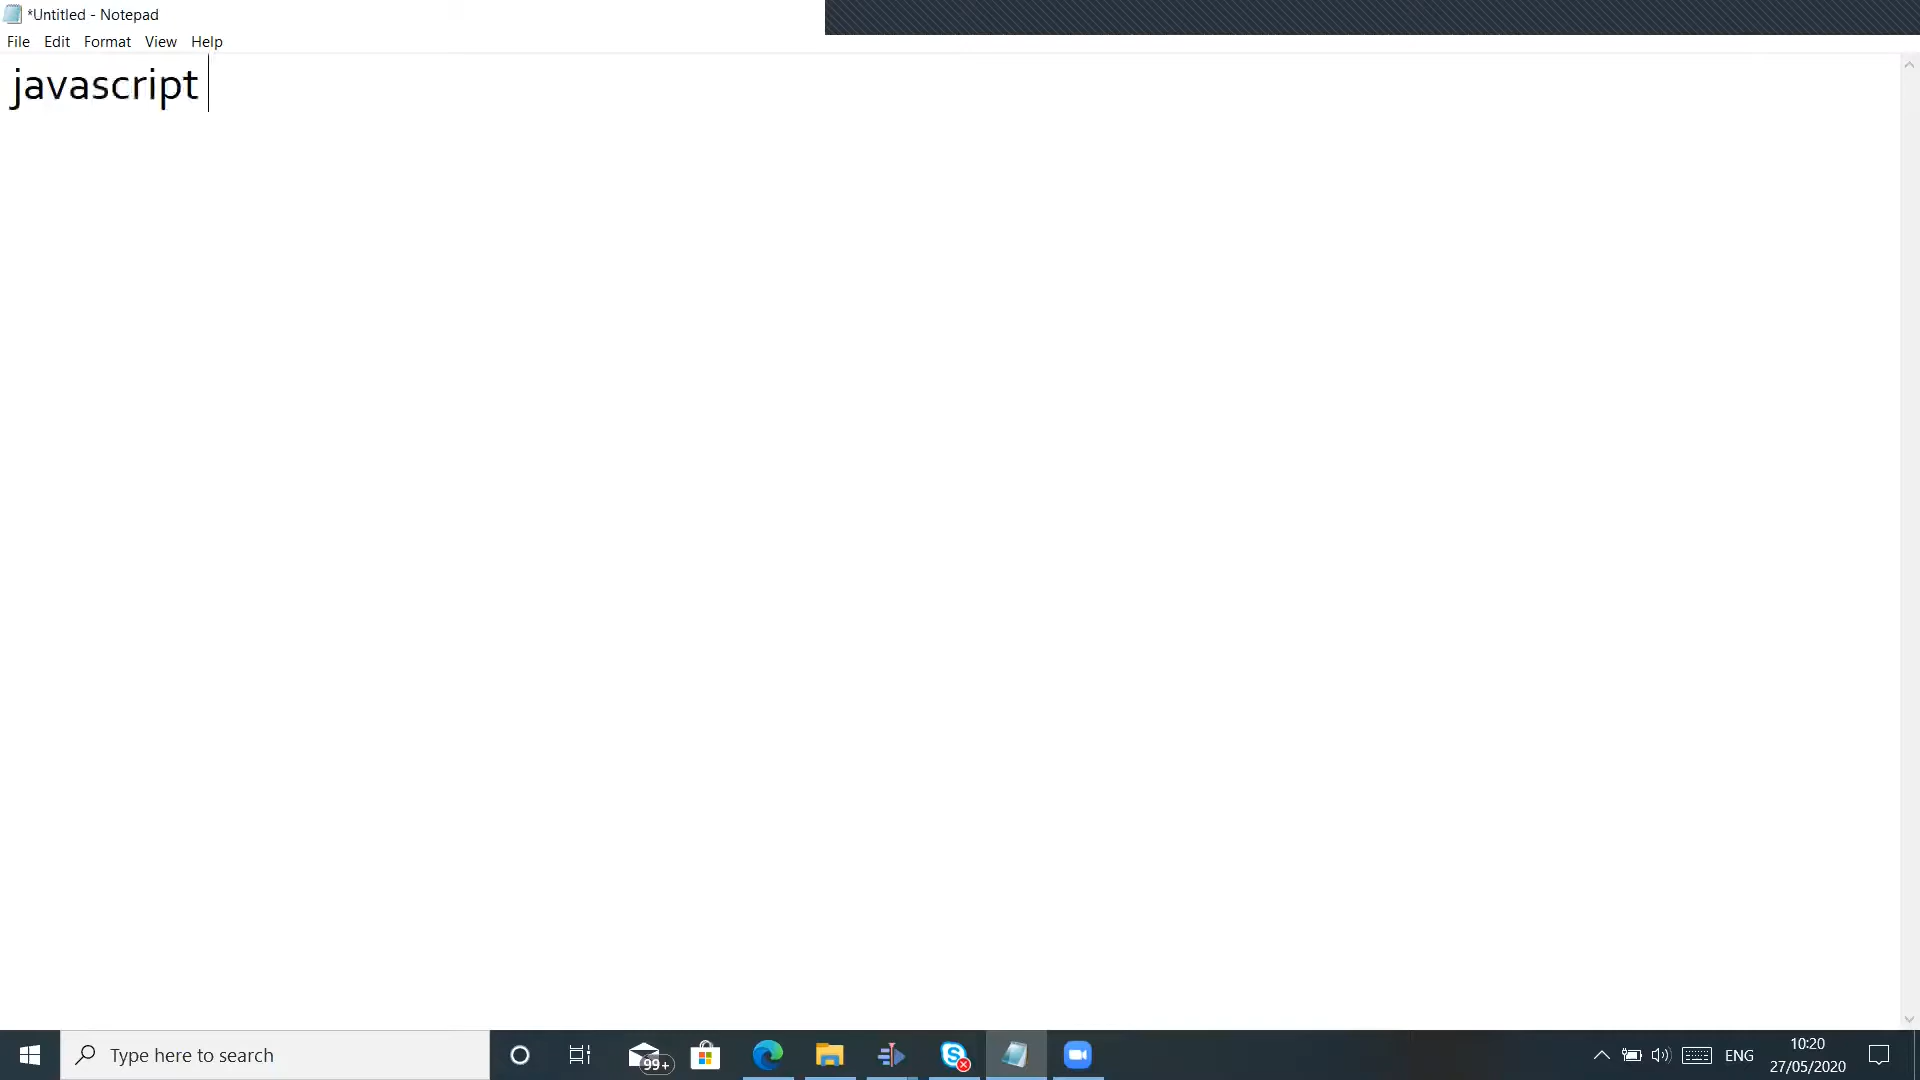 *Untitled - Notepad
File Edit Format View Help
javascript
Type here to search
99+
ENG
10:20
27/05/2020